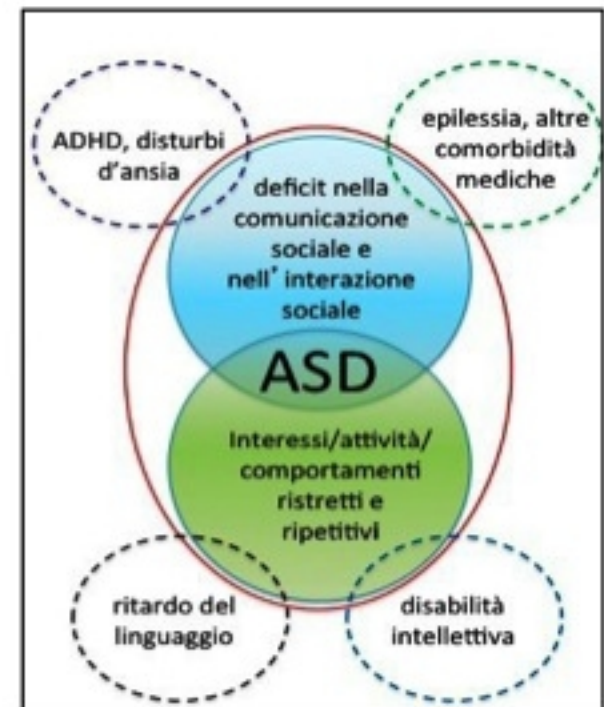 ADHD, disturbi
d'ansia
epilessia, altre
comorbidità
mediche
deficit nella
comunicazione
sociale e
nell' interazione
sociale
ASD
Interessi/attività/
comportamenti
ristretti e
ripetitivi
ritardo del
linguaggio
disabilità
intellettiva